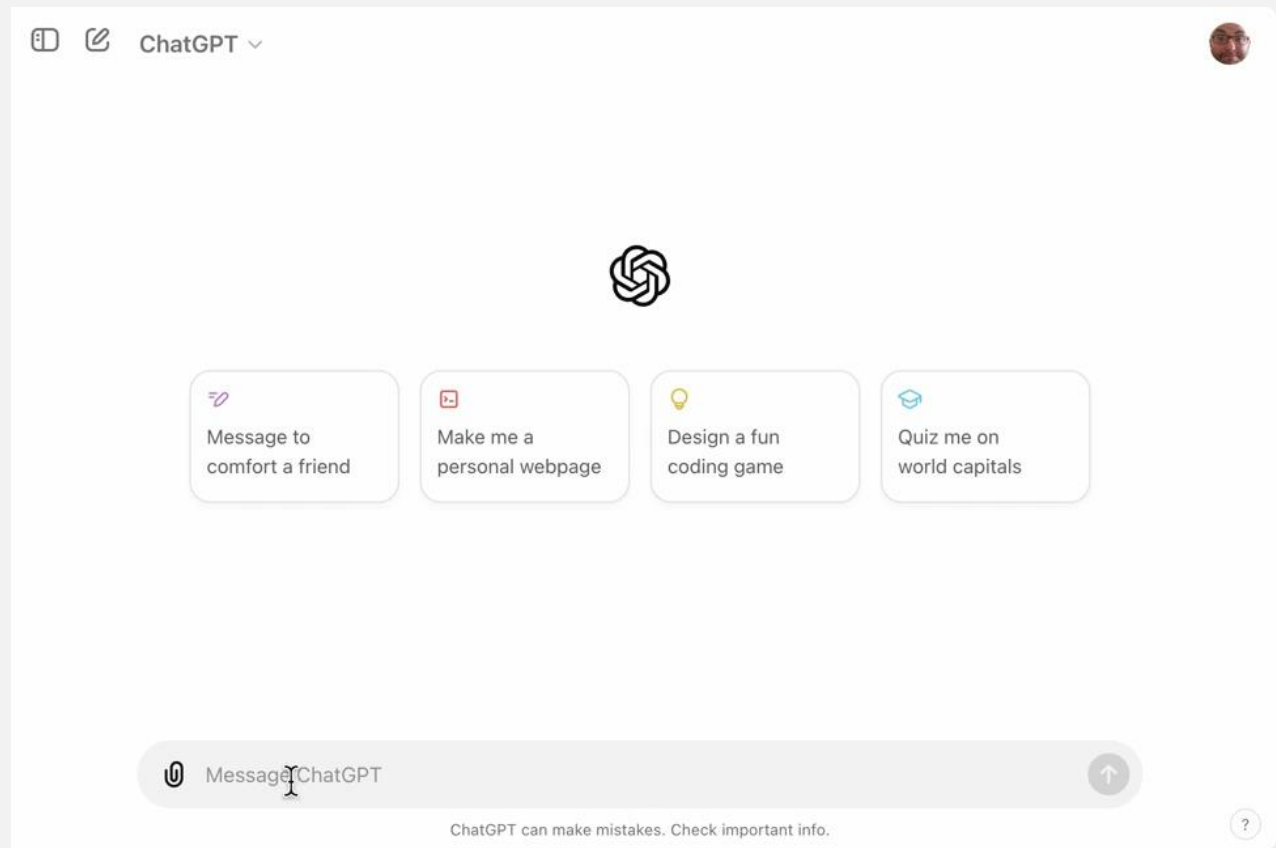 ChatGPT
Message to
comfort a friend
Make me a
personal webpage
Design a fun
coding game
Quiz me on
world capitals
Message ChatGPT
ChatGPT can make mistakes. Check important info.
?